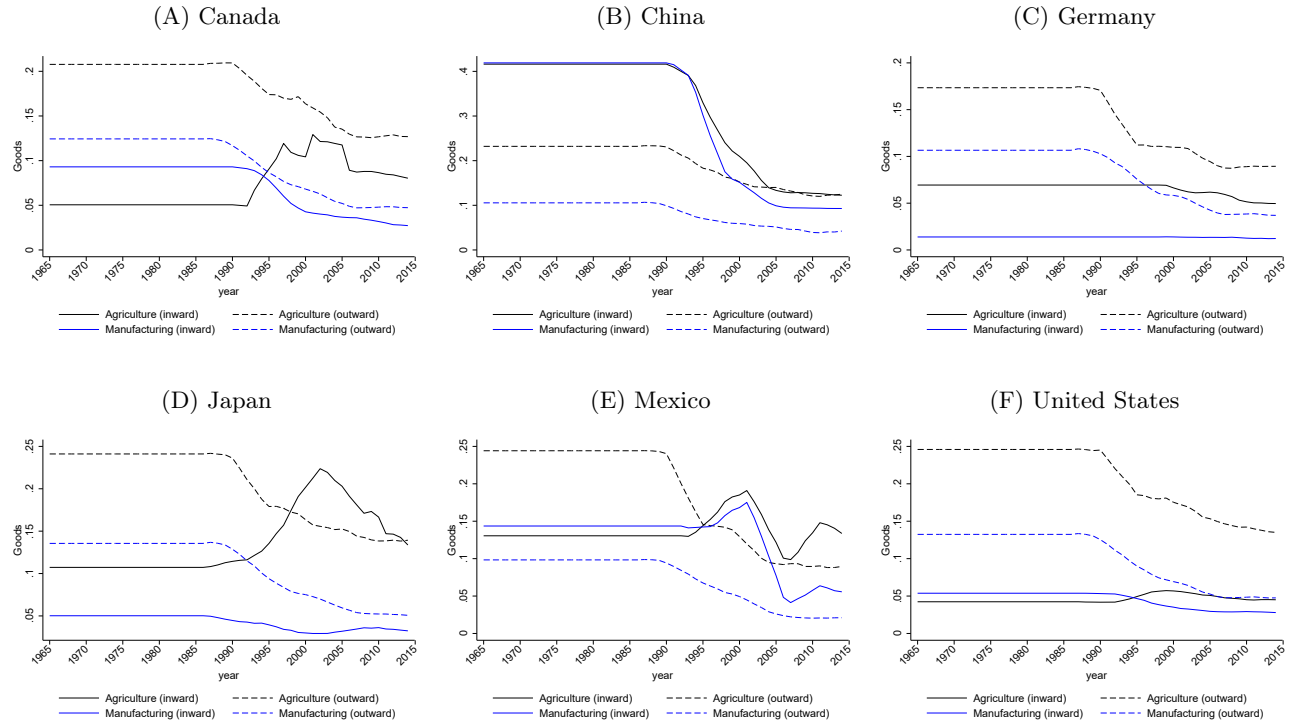 (A) Canada
Goods
0 .05 .1 .15 .2
1965 1970 1975 1980 1985 1990 1995 2000 2005 2010 2015
year
Agriculture (inward) Agriculture (outward)
Manufacturing (inward) Manufacturing (outward)
(B) China
Goods
0 .1 .2 .3 .4
1965 1970 1975 1980 1985 1990 1995 2000 2005 2010 2015
year
Agriculture (inward) Agriculture (outward)
Manufacturing (inward) Manufacturing (outward)
(C) Germany
Goods
0 .05 .1 .15 .2
1965 1970 1975 1980 1985 1990 1995 2000 2005 2010 2015
year
Agriculture (inward) Agriculture (outward)
Manufacturing (inward) Manufacturing (outward)
(D) Japan
Goods
.05 .1 .15 .2 .25
1965 1970 1975 1980 1985 1990 1995 2000 2005 2010 2015
year
Agriculture (inward) Agriculture (outward)
Manufacturing (inward) Manufacturing (outward)
(E) Mexico
Goods
0 .05 .1 .15 .2 .25
1965 1970 1975 1980 1985 1990 1995 2000 2005 2010 2015
year
Agriculture (inward) Agriculture (outward)
Manufacturing (inward) Manufacturing (outward)
(F) United States
Goods
0 .05 .1 .15 .2 .25
1965 1970 1975 1980 1985 1990 1995 2000 2005 2010 2015
year
Agriculture (inward) Agriculture (outward)
Manufacturing (inward) Manufacturing (outward)